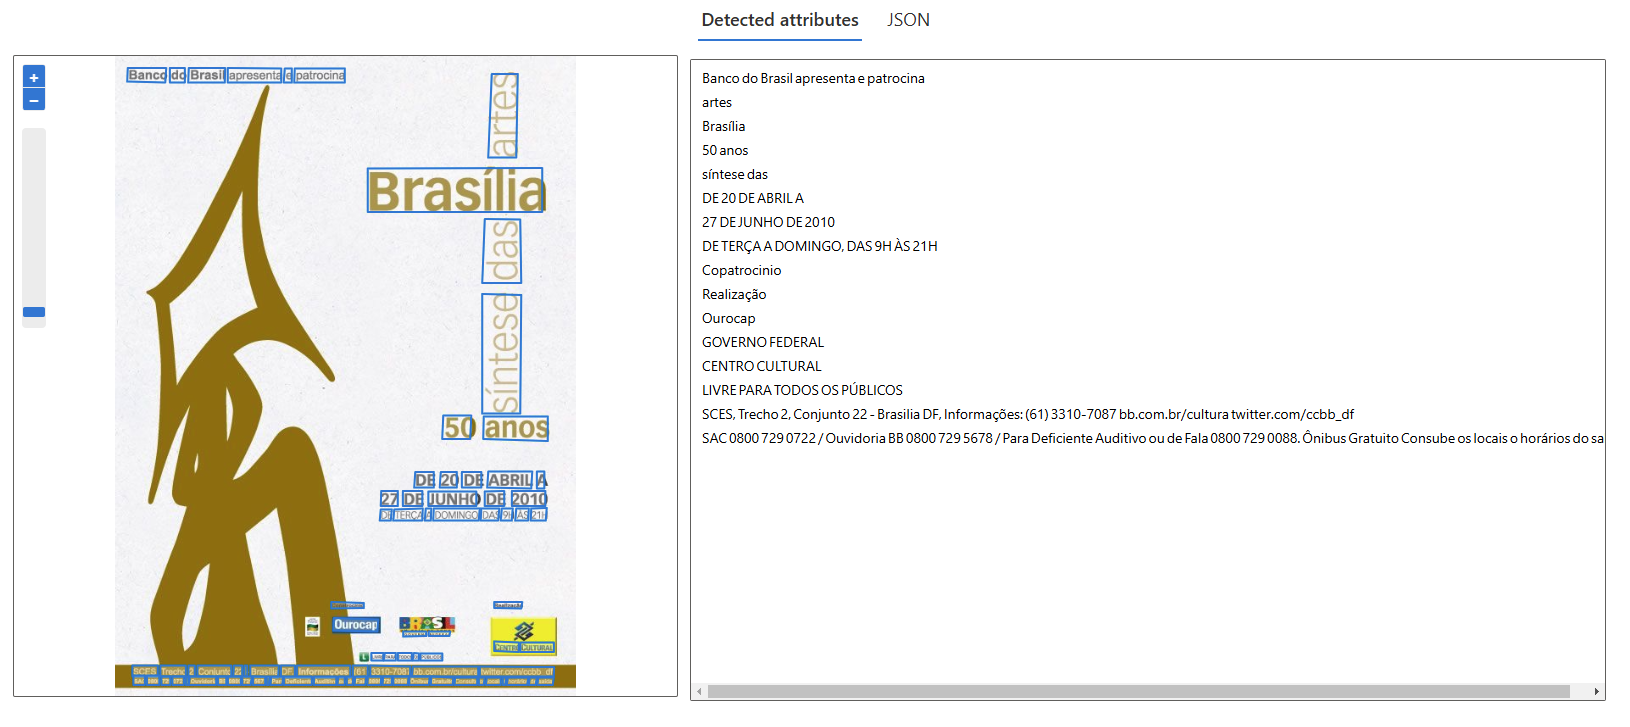 Detected attributes JSON
+
−
Banco do Brasil apresenta e patrocina
artes
Brasília
síntese das
50 anos
DE 20 DE ABRIL A
27 DE JUNHO DE 2010
DE TERÇA A DOMINGO, DAS 9H ÀS 21H
Ourocap
BRASIL
CENTRO CULTURAL
L
SCES Trecho 2 Conjunto 22 Brasília DF Informações (61) 3310-7087 bb.com.br/cultura twitter.com/ccbb_df
Banco do Brasil apresenta e patrocina
artes
Brasília
50 anos
síntese das
DE 20 DE ABRIL A
27 DE JUNHO DE 2010
DE TERÇA A DOMINGO, DAS 9H ÀS 21H
Copatrocinio
Realização
Ourocap
GOVERNO FEDERAL
CENTRO CULTURAL
LIVRE PARA TODOS OS PÚBLICOS
SCES, Trecho 2, Conjunto 22 - Brasilia DF, Informações: (61) 3310-7087 bb.com.br/cultura twitter.com/ccbb_df
SAC 0800 729 0722 / Ouvidoria BB 0800 729 5678 / Para Deficiente Auditivo ou de Fala 0800 729 0088. Ônibus Gratuito Consube os locais o horários do sa